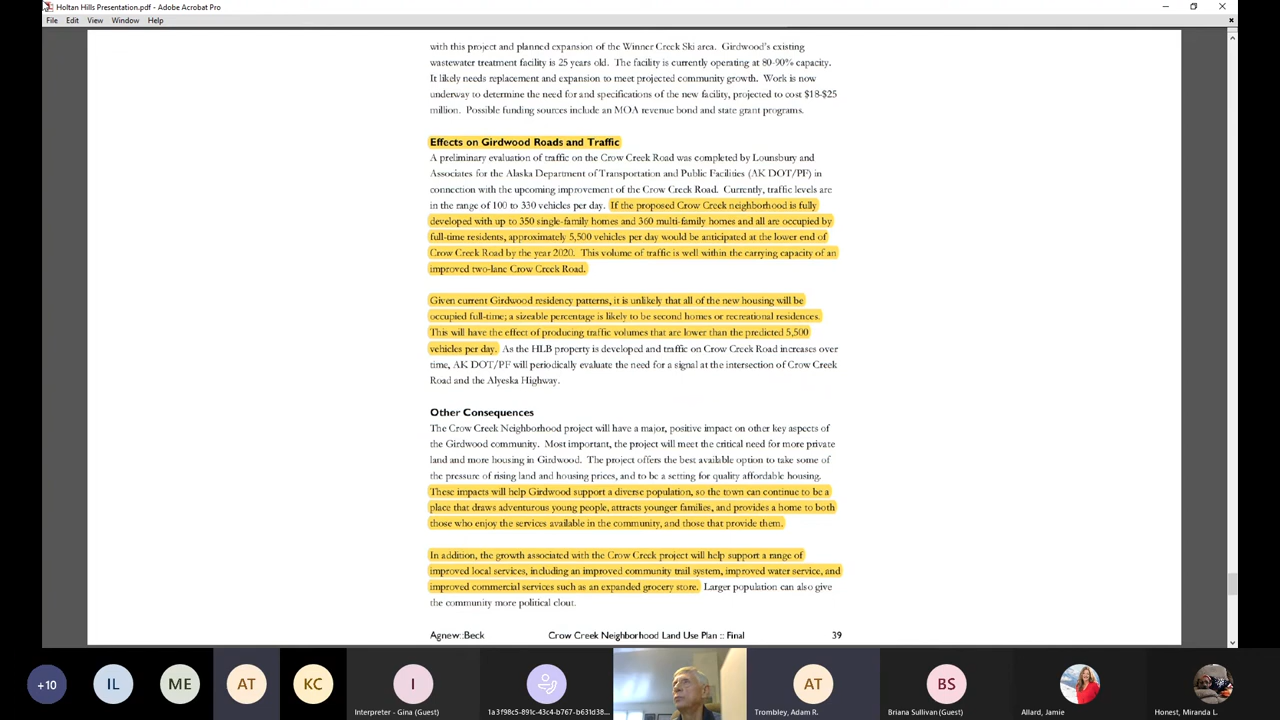 Holtan Hills Presentation.pdf - Adobe Acrobat Pro
File Edit View Window Help
with this project and planned expansion of the Winner Creek Ski area. Girdwood's existing
wastewater treatment facility is 25 years old. The facility is currently operating at 80-90% capacity.
It likely needs replacement and expansion to meet projected community growth. Work is now
underway to determine the need for and specifications of the new facility, projected to cost $18-$25
million. Possible funding sources include an MOA revenue bond and state grant programs.
Effects on Girdwood Roads and Traffic
A preliminary evaluation of traffic on the Crow Creek Road was completed by Lounsbury and
Associates for the Alaska Department of Transportation and Public Facilities (AK DOT/PF) in
connection with the upcoming improvement of the Crow Creek Road. Currently, traffic levels are
in the range of 100 to 330 vehicles per day. If the proposed Crow Creek neighborhood is fully
developed with up to 350 single-family homes and 360 multi-family homes and all are occupied by
full-time residents, approximately 5,500 vehicles per day would be anticipated at the lower end of
Crow Creek Road by the year 2020. This volume of traffic is well within the carrying capacity of an
improved two-lane Crow Creek Road.
Given current Girdwood residency patterns, it is unlikely that all of the new housing will be
occupied full-time; a sizeable percentage is likely to be second homes or recreational residences.
This will have the effect of producing traffic volumes that are lower than the predicted 5,500
vehicles per day. As the HLB property is developed and traffic on Crow Creek Road increases over
time, AK DOT/PF will periodically evaluate the need for a signal at the intersection of Crow Creek
Road and the Alyeska Highway.
Other Consequences
The Crow Creek Neighborhood project will have a major, positive impact on other key aspects of
the Girdwood community. Most important, the project will meet the critical need for more private
land and more housing in Girdwood. The project offers the best available option to take some of
the pressure of rising land and housing prices, and to be a setting for quality affordable housing.
These impacts will help Girdwood support a diverse population, so the town can continue to be a
place that draws adventurous young people, attracts younger families, and provides a home to both
those who enjoy the services available in the community, and those that provide them.
In addition, the growth associated with the Crow Creek project will help support a range of
improved local services, including an improved community trail system, improved water service, and
improved commercial services such as an expanded grocery store. Larger population can also give
the community more political clout.
Agnew::Beck Crow Creek Neighborhood Land Use Plan :: Final 39
+10 IL ME AT KC I AT BS
Interpreter - Gina (Guest) 1a3f98c5-891c-43c4-b767-b631d38... Trombley, Adam R. Briana Sullivan (Guest) Allard, Jamie Honest, Miranda L.